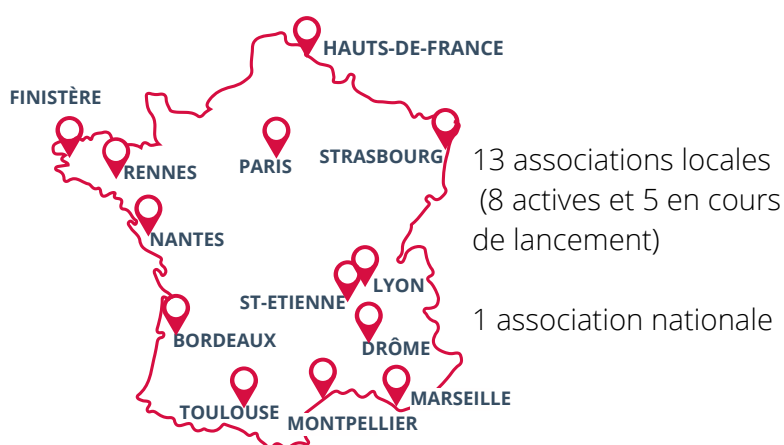 HAUTS-DE-FRANCE
FINISTÈRE
RENNES
PARIS
STRASBOURG
NANTES
LYON
ST-ETIENNE
BORDEAUX
DRÔME
TOULOUSE
MONTPELLIER
MARSEILLE
13 associations locales
(8 actives et 5 en cours
de lancement)
1 association nationale